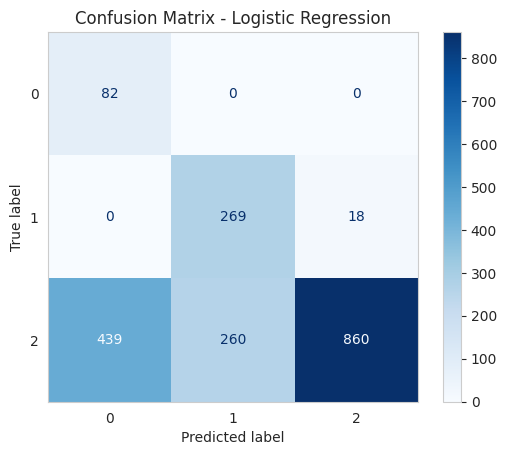 Confusion Matrix - Logistic Regression
True label
0 82 0 0
1 0 269 18
2 439 260 860
0 1 2
Predicted label
800
700
600
500
400
300
200
100
0